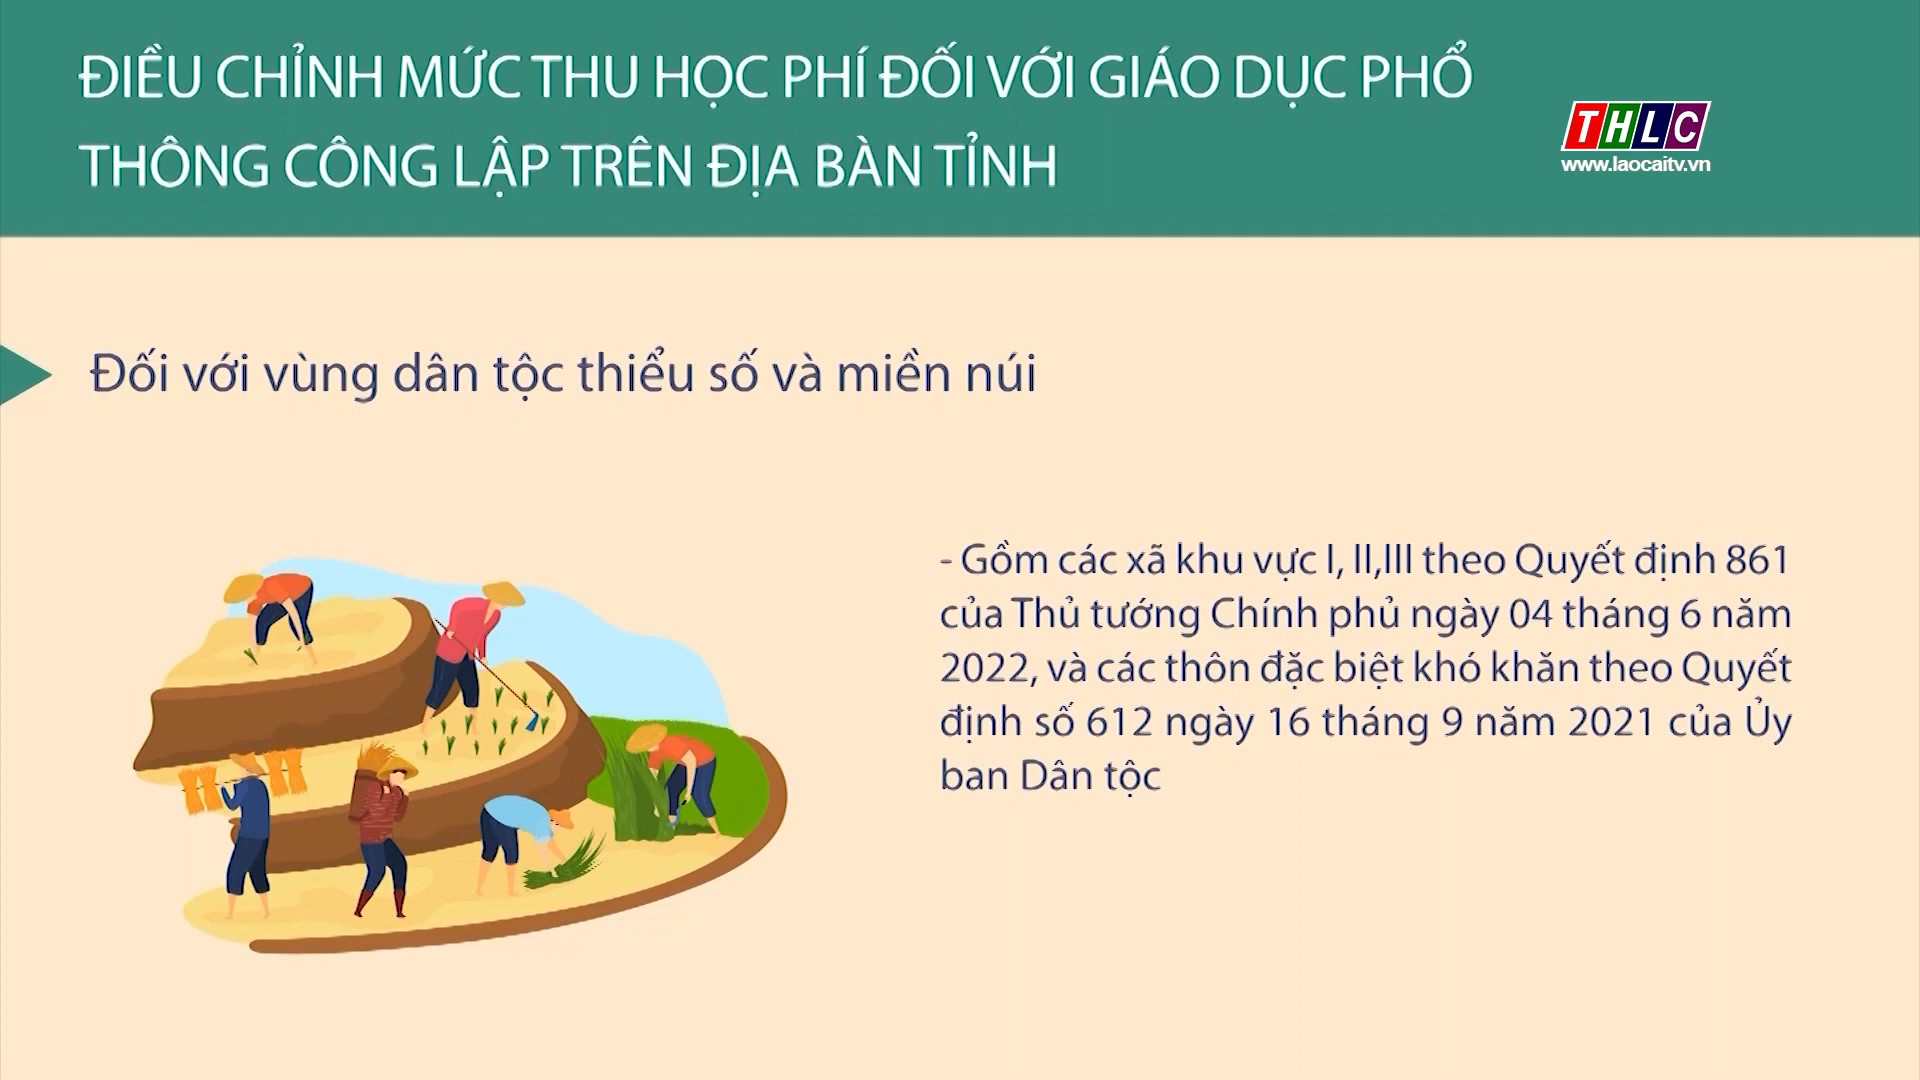 ĐIỀU CHỈNH MỨC THU HỌC PHÍ ĐỐI VỚI GIÁO DỤC PHỔ
THÔNG CÔNG LẬP TRÊN ĐỊA BÀN TỈNH
THLC
www.laocaitv.vn
Đối với vùng dân tộc thiểu số và miền núi
- Gồm các xã khu vực I, II,III theo Quyết định 861
của Thủ tướng Chính phủ ngày 04 tháng 6 năm
2022, và các thôn đặc biệt khó khăn theo Quyết
định số 612 ngày 16 tháng 9 năm 2021 của Ủy
ban Dân tộc